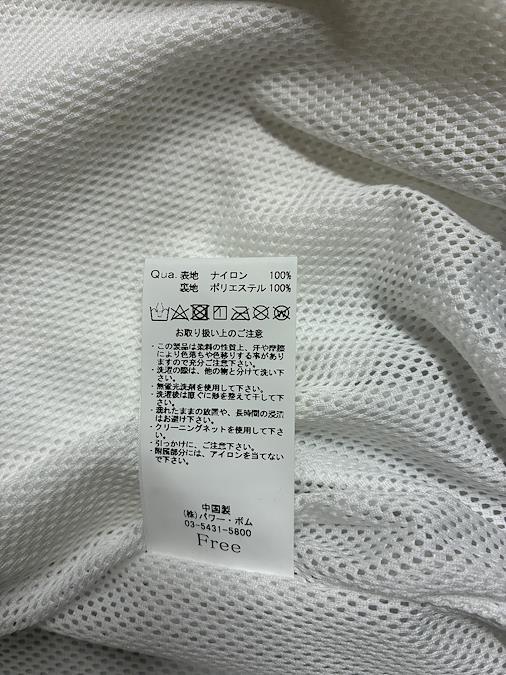 Qua. 表地 ナイロン 100%
裏地 ポリエステル 100%
お取り扱い上のご注意
・この製品は染料の性質上、汗や摩擦
により色落ちや色移りする事があり
ますので充分ご注意下さい。
・洗濯の際は、他の物と分けて洗い下
さい。
・無蛍光洗剤を使用して下さい。
・洗濯後は直ぐに形を整えて干して下
さい。
・濡れたままの放置や、長時間の浸漬
はお避け下さい。
・クリーニングネットを使用して下さ
い。
・引っかけに、ご注意下さい。
・附属部分には、アイロンを当てない
で下さい。
中国製
(株)パワー・ボム
03-5431-5800
Free